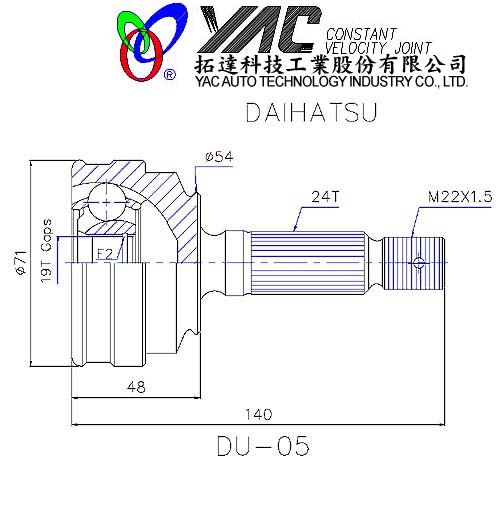 YAC CONSTANT
VELOCITY JOINT
®
拓達科技工業股份有限公司
YAC AUTO TECHNOLOGY INDUSTRY CO., LTD.
DAIHATSU
ø54
24T
M22X1.5
ø71
19T Gaps
F2
48
140
DU-05